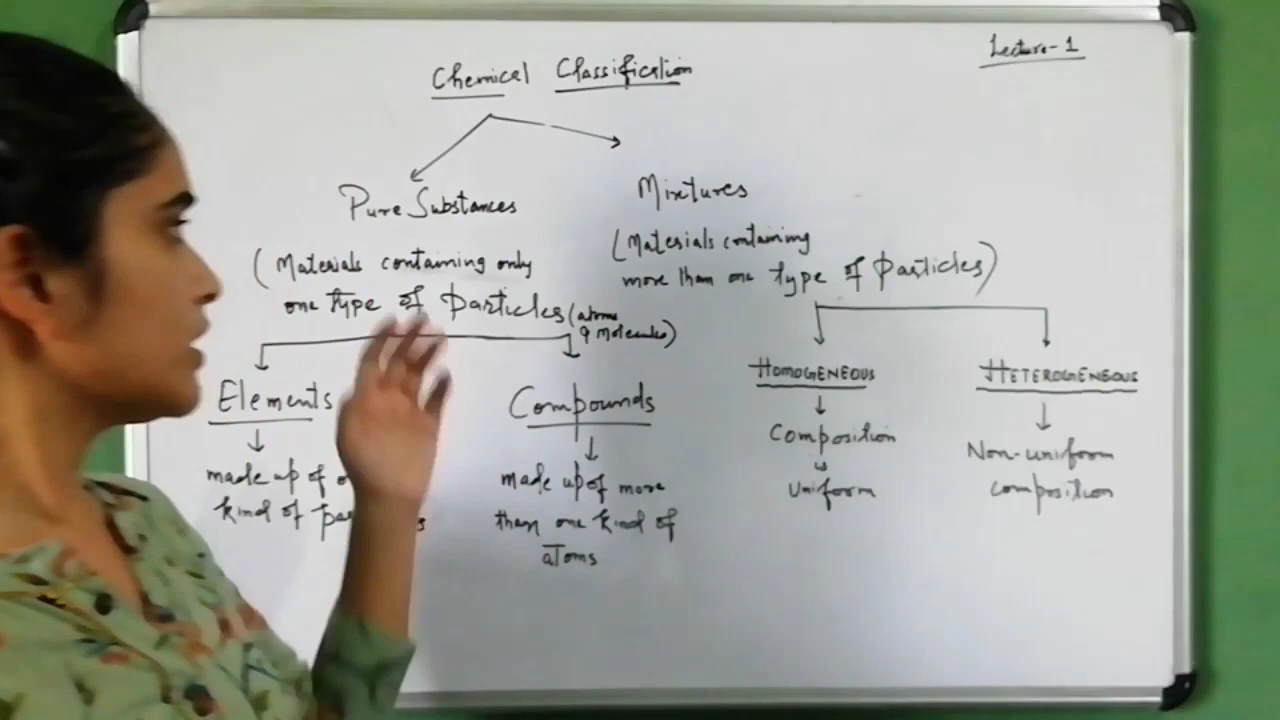 Lecture-1
Chemical Classification
Pure Substances
(Materials containing only
one type of particles (atoms
9 molecules)
Elements
made up of
kind of
Compounds
made up of more
than one kind of
atoms
Mixtures
(Materials containing
more than one type of particles)
HOMOGENEOUS
Composition
Uniform
HETEROGENEOUS
Non-uniform
composition